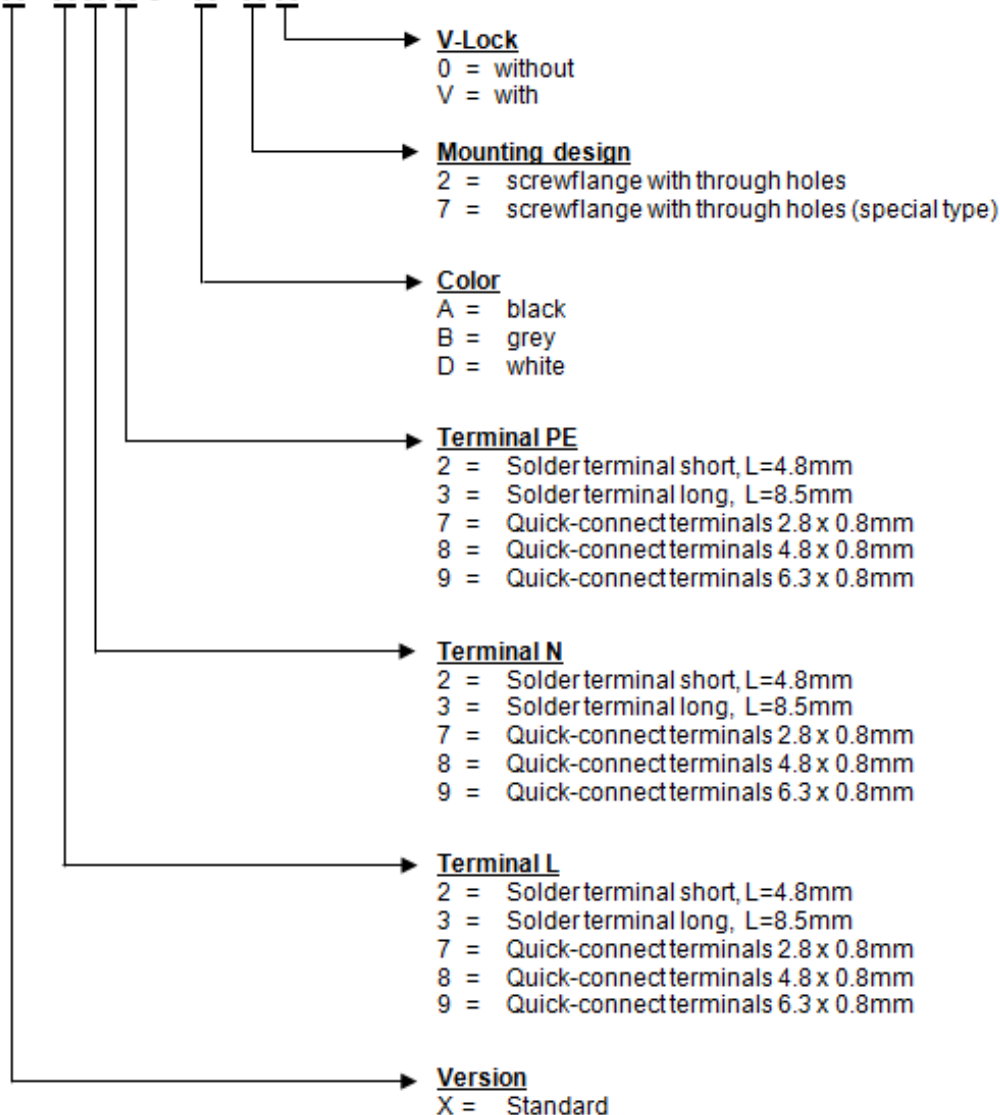 V-Lock
0 = without
V = with
Mounting design
2 = screwflange with through holes
7 = screwflange with through holes (special type)
Color
A = black
B = grey
D = white
Terminal PE
2 = Solder terminal short, L=4.8mm
3 = Solder terminal long, L=8.5mm
7 = Quick-connect terminals 2.8 x 0.8mm
8 = Quick-connect terminals 4.8 x 0.8mm
9 = Quick-connect terminals 6.3 x 0.8mm
Terminal N
2 = Solder terminal short, L=4.8mm
3 = Solder terminal long, L=8.5mm
7 = Quick-connect terminals 2.8 x 0.8mm
8 = Quick-connect terminals 4.8 x 0.8mm
9 = Quick-connect terminals 6.3 x 0.8mm
Terminal L
2 = Solder terminal short, L=4.8mm
3 = Solder terminal long, L=8.5mm
7 = Quick-connect terminals 2.8 x 0.8mm
8 = Quick-connect terminals 4.8 x 0.8mm
9 = Quick-connect terminals 6.3 x 0.8mm
Version
X = Standard